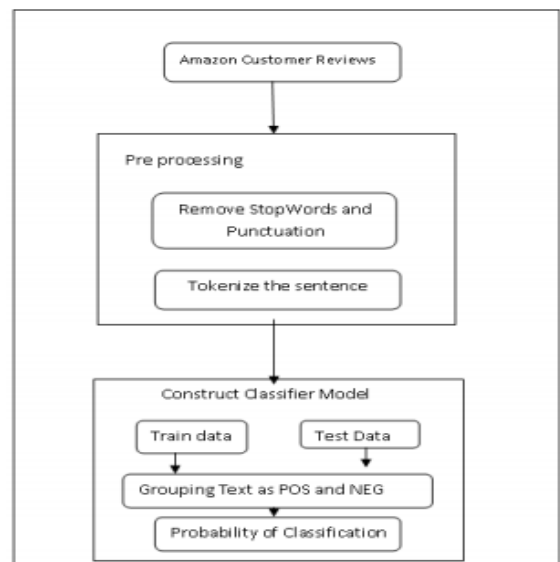 Amazon Customer Reviews
Pre processing
Remove StopWords and
Punctuation
Tokenize the sentence
Construct Classifier Model
Train data
Test Data
Grouping Text as POS and NEG
Probability of Classification